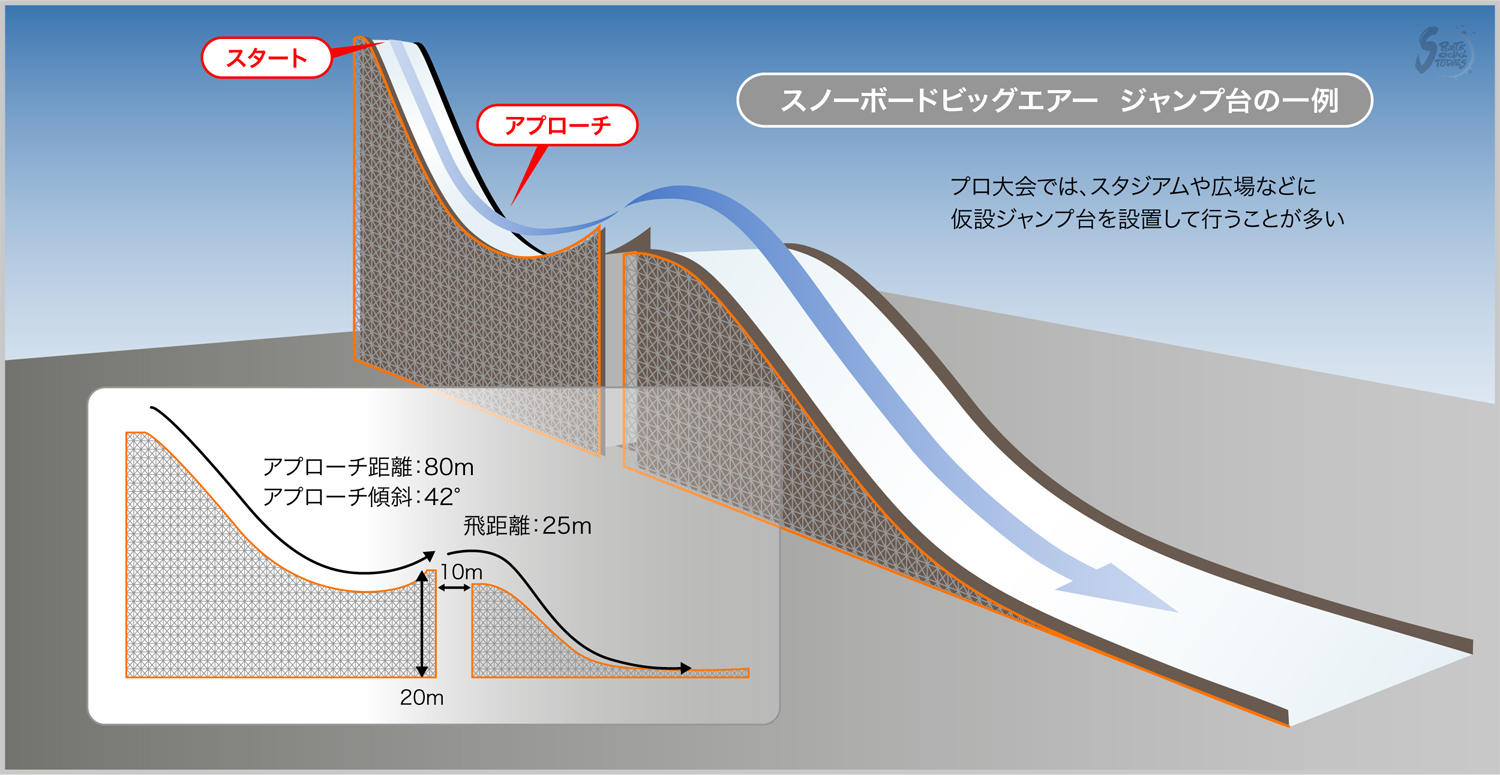 スタート
アプローチ
スノーボードビッグエアー ジャンプ台の一例
プロ大会では、スタジアムや広場などに
仮設ジャンプ台を設置して行うことが多い
アプローチ距離：80m
アプローチ傾斜：42°
飛距離：25m
10m
20m
SPORTS
SOCIAL
STUDIES